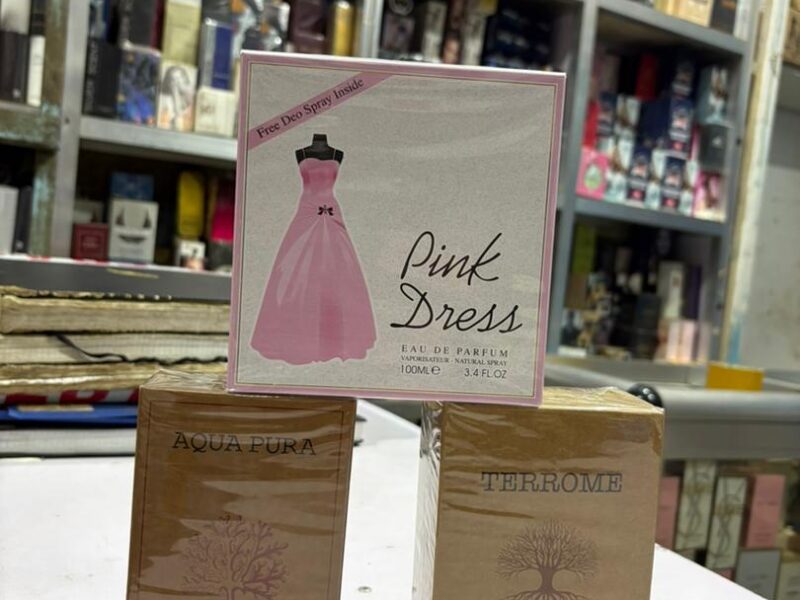 Free Deo Spray Inside
Pink
Dress
EAU DE PARFUM
VAPORISATEUR - NATURAL SPRAY
100ML℮ 3.4 FL.OZ
AQUA PURA
TERROME